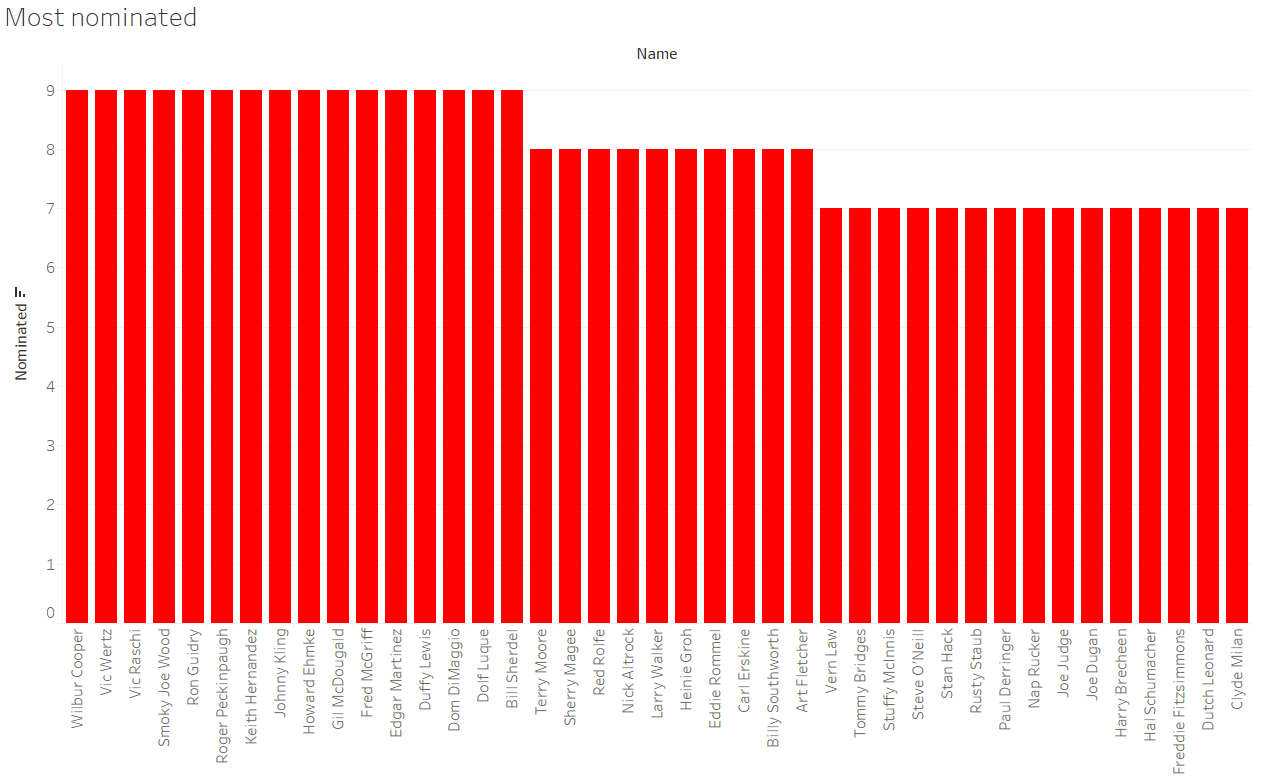 Most nominated
Name
Nominated
9
8
7
6
5
4
3
2
1
0
Wilbur Cooper
Vic Wertz
Vic Raschi
Smoky Joe Wood
Ron Guidry
Roger Peckinpaugh
Keith Hernandez
Johnny Kling
Howard Ehmke
Gil McDougald
Fred McGriff
Edgar Martinez
Duffy Lewis
Dom DiMaggio
Dolf Luque
Bill Sherdel
Terry Moore
Sherry Magee
Red Rolfe
Nick Altrock
Larry Walker
Heinie Groh
Eddie Rommel
Carl Erskine
Billy Southworth
Art Fletcher
Vern Law
Tommy Bridges
Stuffy McInnis
Steve O'Neill
Stan Hack
Rusty Staub
Paul Derringer
Nap Rucker
Joe Judge
Joe Dugan
Harry Brecheen
Hal Schumacher
Freddie Fitzsimmons
Dutch Leonard
Clyde Milan